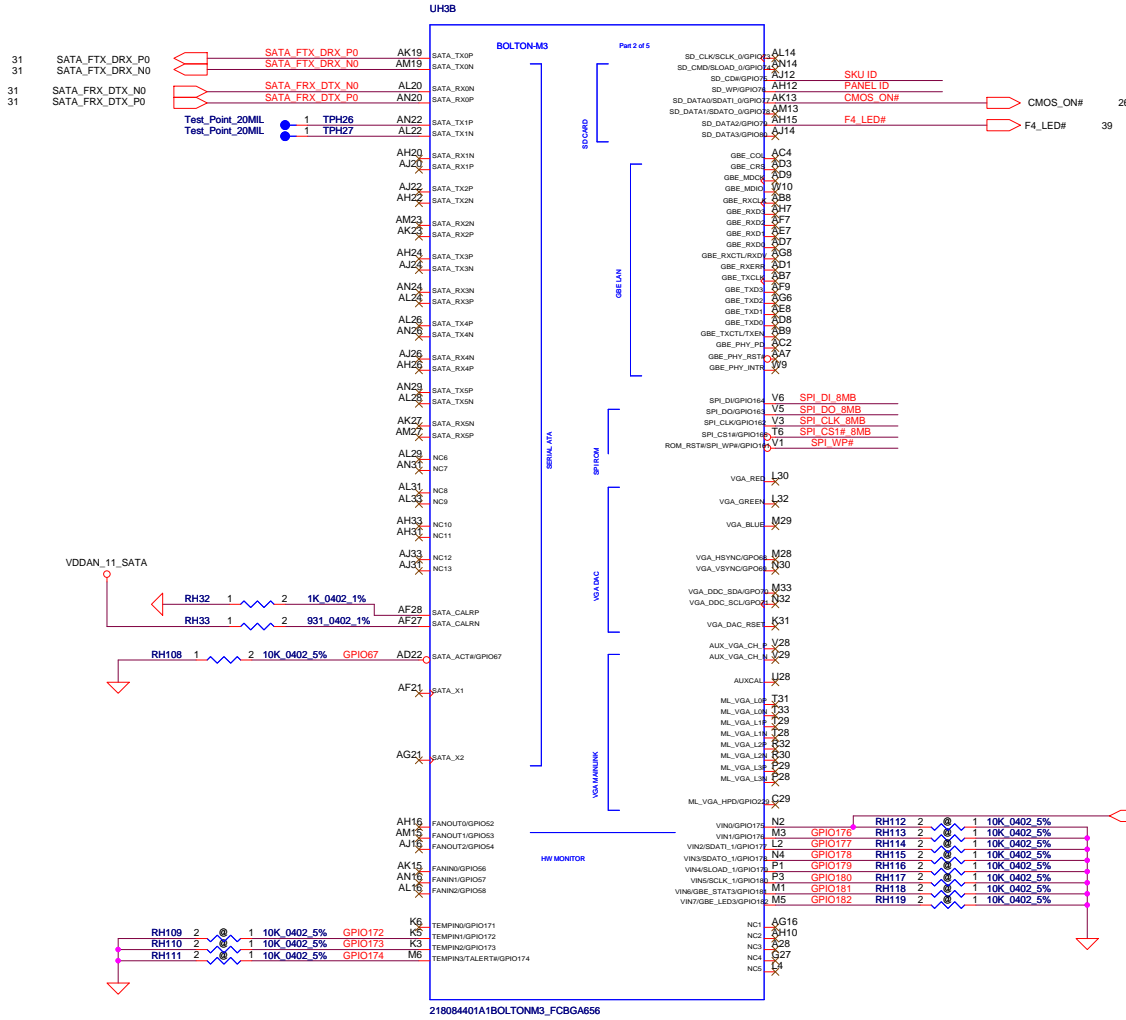 UH3B
BOLTON-M3
Part 2 of 5
31 SATA_FTX_DRX_P0 SATA_FTX_DRX_P0 AK19 SATA_TX0P
31 SATA_FTX_DRX_N0 AM19 SATA_TX0N
31 SATA_FRX_DTX_N0 SATA_FRX_DTX_N0 AL20 SATA_RX0N
31 SATA_FRX_DTX_P0 SATA_FRX_DTX_P0 AN20 SATA_RX0P
Test_Point_20MIL 1 TPH26 AN22 SATA_TX1P
Test_Point_20MIL 1 TPH27 AL22 SATA_TX1N
AH20 SATA_RX1N
AJ20 SATA_RX1P
AJ22 SATA_TX2P
AH22 SATA_TX2N
AM23 SATA_RX2N
AK23 SATA_RX2P
AH24 SATA_TX3P
AJ24 SATA_TX3N
AN24 SATA_RX3N
AL24 SATA_RX3P
AL26 SATA_TX4P
AN26 SATA_TX4N
AJ26 SATA_RX4N
AH26 SATA_RX4P
AN29 SATA_TX5P
AL28 SATA_TX5N
AK27 SATA_RX5N
AM27 SATA_RX5P
AL29 NC6
AN31 NC7
AL31 NC8
AL33 NC9
AH33 NC10
AH31 NC11
AJ33 NC12
AJ31 NC13
VDDAN_11_SATA
RH32 1 2 1K_0402_1% AF28 SATA_CALRP
RH33 1 2 931_0402_1% AF27 SATA_CALRN
RH108 1 2 10K_0402_5% GPIO67 AD22 SATA_ACT#/GPIO67
AF21 SATA_X1
AG21 SATA_X2
AH16 FANOUT0/GPIO52
AM15 FANOUT1/GPIO53
AJ16 FANOUT2/GPIO54
AK15 FANIN0/GPIO56
AN16 FANIN1/GPIO57
AL16 FANIN2/GPIO58
K6 TEMPIN0/GPIO171
RH109 2 @ 1 10K_0402_5% GPIO172 K5 TEMPIN1/GPIO172
RH110 2 @ 1 10K_0402_5% GPIO173 K3 TEMPIN2/GPIO173
RH111 2 @ 1 10K_0402_5% GPIO174 M6 TEMPIN3/TALERT#/GPIO174
SERIAL ATA
SD CARD
GBE LAN
SPI ROM
VGA DAC
VGA MAINLINK
HW MONITOR
SD_CLK/SCLK_0/GPIO73 AL14
SD_CMD/SLOAD_0/GPIO74 AN14
SD_CD#/GPIO75 AJ12 SKU ID
SD_WP/GPIO76 AH12 PANEL ID
SD_DATA0/SDATI_0/GPIO77 AK13 CMOS_ON# CMOS_ON# 26
SD_DATA1/SDATO_0/GPIO78 AM13
SD_DATA2/GPIO79 AH15 F4_LED# F4_LED# 39
SD_DATA3/GPIO80 AJ14
GBE_COL AC4
GBE_CRS AD3
GBE_MDCK AD9
GBE_MDIO W10
GBE_RXCLK AB8
GBE_RXD3 AH7
GBE_RXD2 AF7
GBE_RXD1 AE7
GBE_RXD0 AD7
GBE_RXCTL/RXDV AG8
GBE_RXERR AD1
GBE_TXCLK AB7
GBE_TXD3 AF9
GBE_TXD2 AG6
GBE_TXD1 AE8
GBE_TXD0 AD8
GBE_TXCTL/TXEN AB9
GBE_PHY_PD AC2
GBE_PHY_RST# AA7
GBE_PHY_INTR W9
SPI_DI/GPIO164 V6 SPI_DI_8MB
SPI_DO/GPIO163 V5 SPI_DO_8MB
SPI_CLK/GPIO162 V3 SPI_CLK_8MB
SPI_CS1#/GPIO165 T6 SPI_CS1#_8MB
ROM_RST#/SPI_WP#/GPIO161 V1 SPI_WP#
VGA_RED L30
VGA_GREEN L32
VGA_BLUE M29
VGA_HSYNC/GPO68 M28
VGA_VSYNC/GPO69 N30
VGA_DDC_SDA/GPO70 M33
VGA_DDC_SCL/GPO71 N32
VGA_DAC_RSET K31
AUX_VGA_CH_P V28
AUX_VGA_CH_N V29
AUXCAL U28
ML_VGA_L0P T31
ML_VGA_L0N T33
ML_VGA_L1P T29
ML_VGA_L1N T28
ML_VGA_L2P R32
ML_VGA_L2N R30
ML_VGA_L3P P29
ML_VGA_L3N P28
ML_VGA_HPD/GPIO229 C29
VIN0/GPIO175 N2 RH112 2 @ 1 10K_0402_5%
VIN1/GPIO176 M3 GPIO176 RH113 2 @ 1 10K_0402_5%
VIN2/SDATI_1/GPIO177 L2 GPIO177 RH114 2 @ 1 10K_0402_5%
VIN3/SDATO_1/GPIO178 N4 GPIO178 RH115 2 @ 1 10K_0402_5%
VIN4/SLOAD_1/GPIO179 P1 GPIO179 RH116 2 @ 1 10K_0402_5%
VIN5/SCLK_1/GPIO180 P3 GPIO180 RH117 2 @ 1 10K_0402_5%
VIN6/GBE_STAT3/GPIO181 M1 GPIO181 RH118 2 @ 1 10K_0402_5%
VIN7/GBE_LED3/GPIO182 M5 GPIO182 RH119 2 @ 1 10K_0402_5%
NC1 AG16
NC2 AH10
NC3 A28
NC4 G27
NC5 L4
218084401A1BOLTONM3_FCBGA656